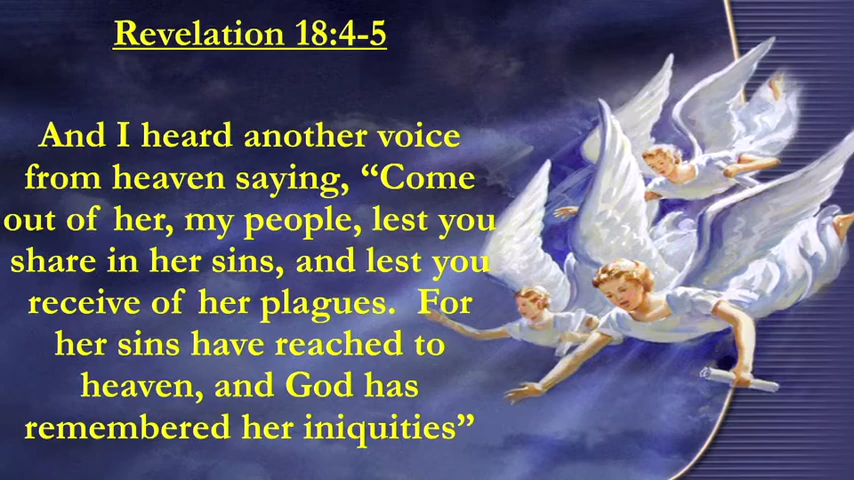 Revelation 18:4-5
And I heard another voice
from heaven saying, “Come
out of her, my people, lest you
share in her sins, and lest you
receive of her plagues. For
her sins have reached to
heaven, and God has
remembered her iniquities”